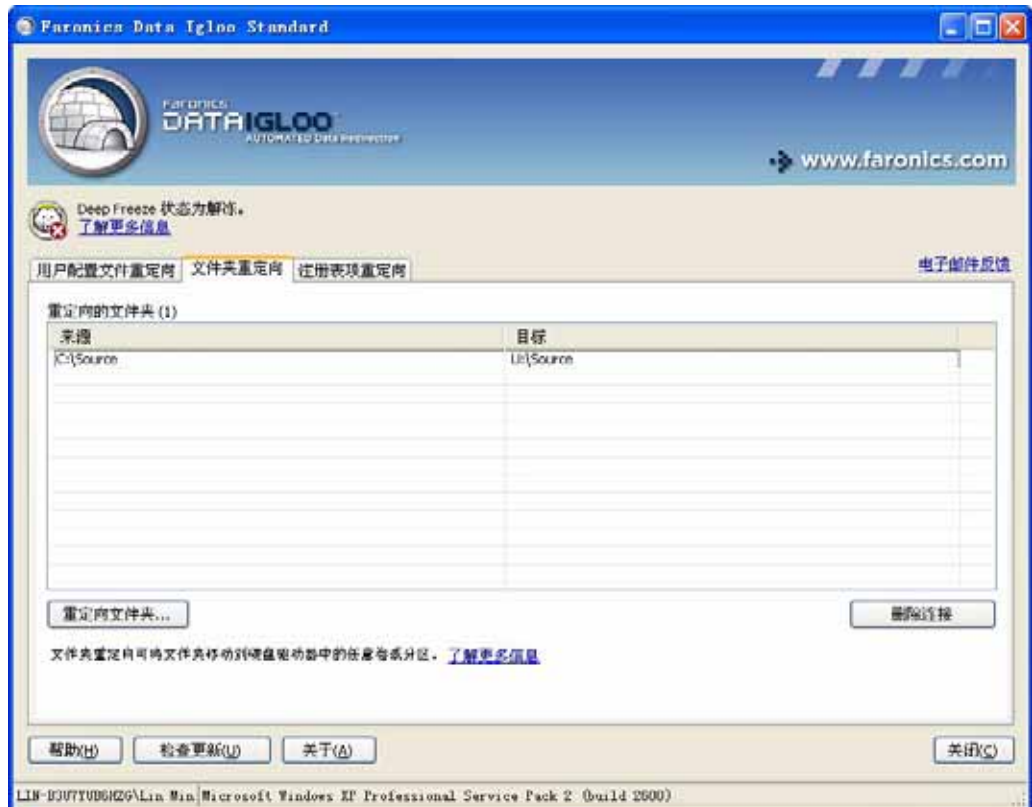 Faronics Data Igloo Standard
FARONICS
DATAIGLOO
AUTOMATED Data Redirection
www.faronics.com
Deep Freeze 状态为解冻。
了解更多信息
用户配置文件重定向 文件夹重定向 注册表项重定向 电子邮件反馈
重定向的文件夹 (1)
来源 目标
C:\Source U:\Source
重定向文件夹... 删除连接
文件夹重定向可将文件夹移动到硬盘驱动器中的任意卷或分区。 了解更多信息
帮助(H) 检查更新(U) 关于(A) 关闭(C)
\Lin Min Microsoft Windows XP Professional Service Pack 2 (build 2600)